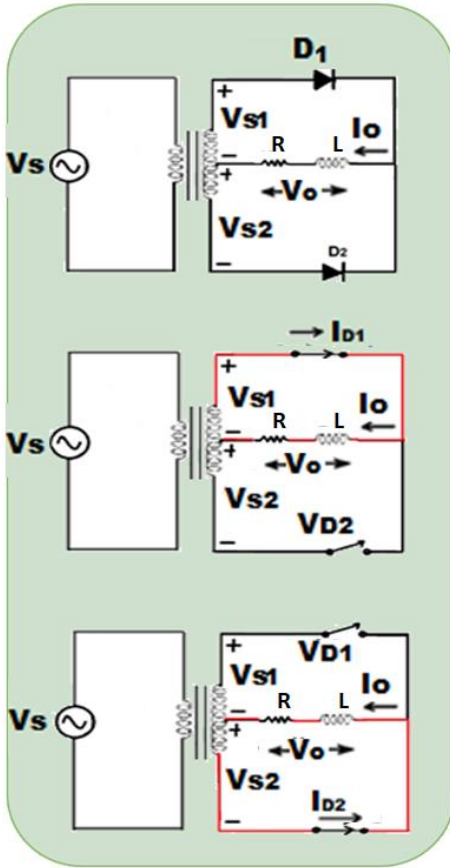 D1
+
Vs1
Io
Vs
−
R
L
+
Vo
Vs2
−
D2
ID1
+
Vs1
Io
Vs
−
R
L
+
Vo
Vs2
VD2
−
+
VD1
Vs1
Io
Vs
−
R
L
+
Vo
Vs2
ID2
−